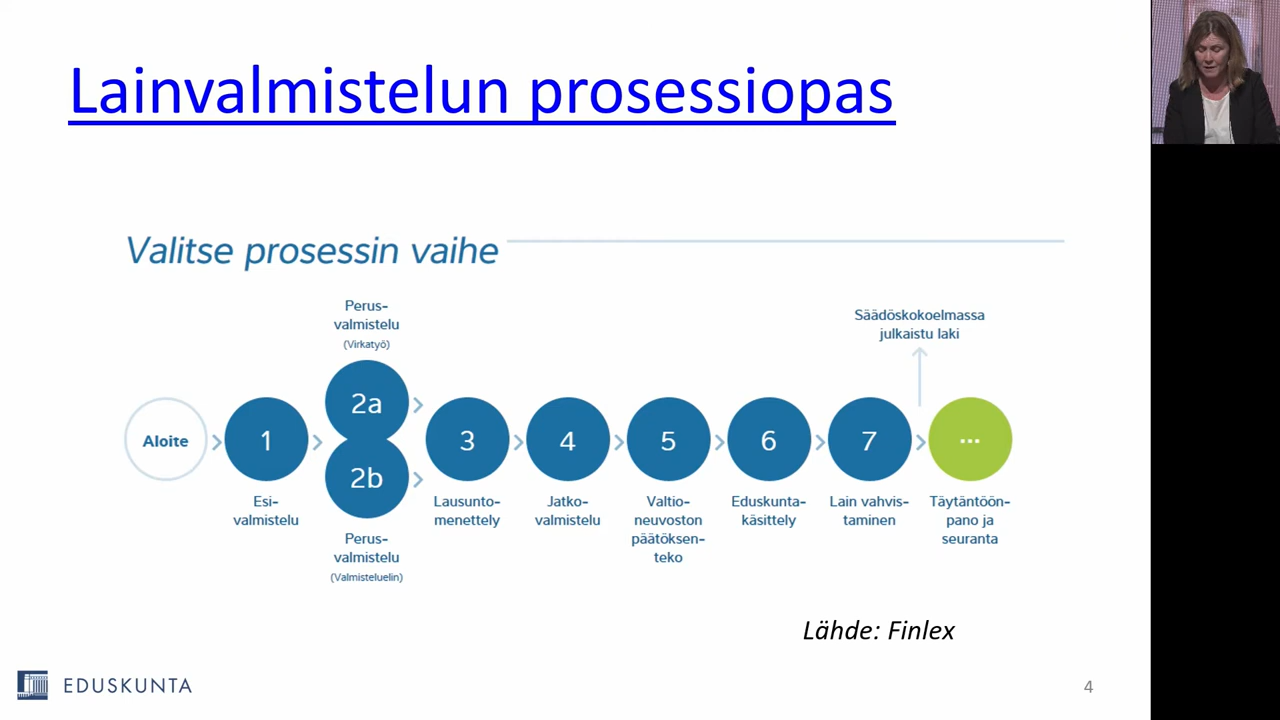 Lainvalmistelun prosessiopas
Valitse prosessin vaihe
Perus-
valmistelu
(Virkatyö)
Säädöskokoelmassa
julkaistu laki
Aloite
1
2a
2b
3
4
5
6
7
...
Esi-
valmistelu
Perus-
valmistelu
(Valmisteluelin)
Lausunto-
menettely
Jatko-
valmistelu
Valtio-
neuvoston
päätöksen-
teko
Eduskunta-
käsittely
Lain vahvis-
taminen
Täytäntöön-
pano ja
seuranta
Lähde: Finlex
EDUSKUNTA
4